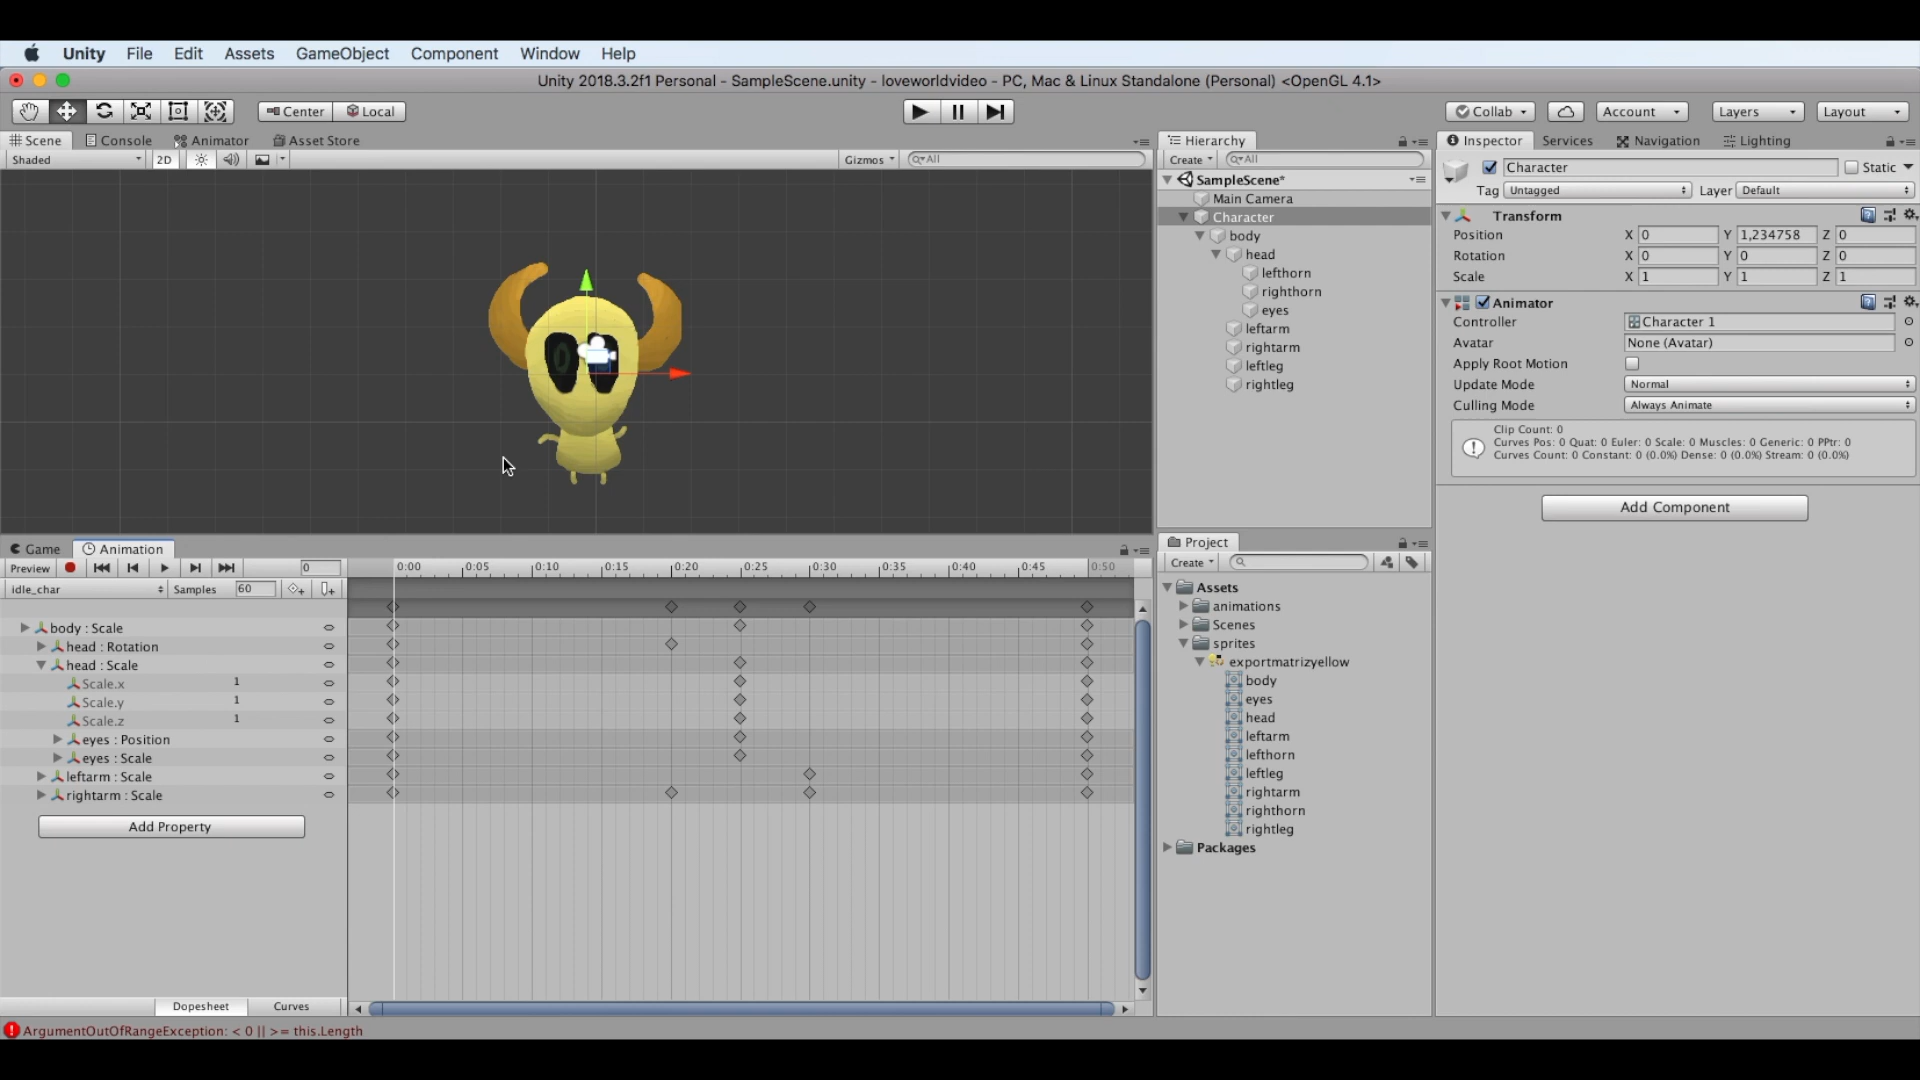 Unity File Edit Assets GameObject Component Window Help
Unity 2018.3.2f1 Personal - SampleScene.unity - loveworldvideo - PC, Mac & Linux Standalone (Personal) <OpenGL 4.1>
Center Local Collab Account Layers Layout
Scene Console Animator Asset Store
Shaded 2D Gizmos All
Hierarchy
Create All
SampleScene*
Main Camera
Character
body
head
lefthorn
righthorn
eyes
leftarm
rightarm
leftleg
rightleg
Inspector Services Navigation Lighting
Character Static
Tag Untagged Layer Default
Transform
Position X 0 Y 1,234758 Z 0
Rotation X 0 Y 0 Z 0
Scale X 1 Y 1 Z 1
Animator
Controller Character 1
Avatar None (Avatar)
Apply Root Motion
Update Mode Normal
Culling Mode Always Animate
Clip Count: 0
Curves Pos: 0 Quat: 0 Euler: 0 Scale: 0 Muscles: 0 Generic: 0 PPtr: 0
Curves Count: 0 Constant: 0 (0.0%) Dense: 0 (0.0%) Stream: 0 (0.0%)
Add Component
Game Animation
Preview 0 0:00 0:05 0:10 0:15 0:20 0:25 0:30 0:35 0:40 0:45 0:50
idle_char Samples 60
body : Scale
head : Rotation
head : Scale
Scale.x 1
Scale.y 1
Scale.z 1
eyes : Position
eyes : Scale
leftarm : Scale
rightarm : Scale
Add Property
Dopesheet Curves
Project
Create
Assets
animations
Scenes
sprites
exportmatrizyellow
body
eyes
head
leftarm
lefthorn
leftleg
rightarm
righthorn
rightleg
Packages
ArgumentOutOfRangeException: < 0 || >= this.Length